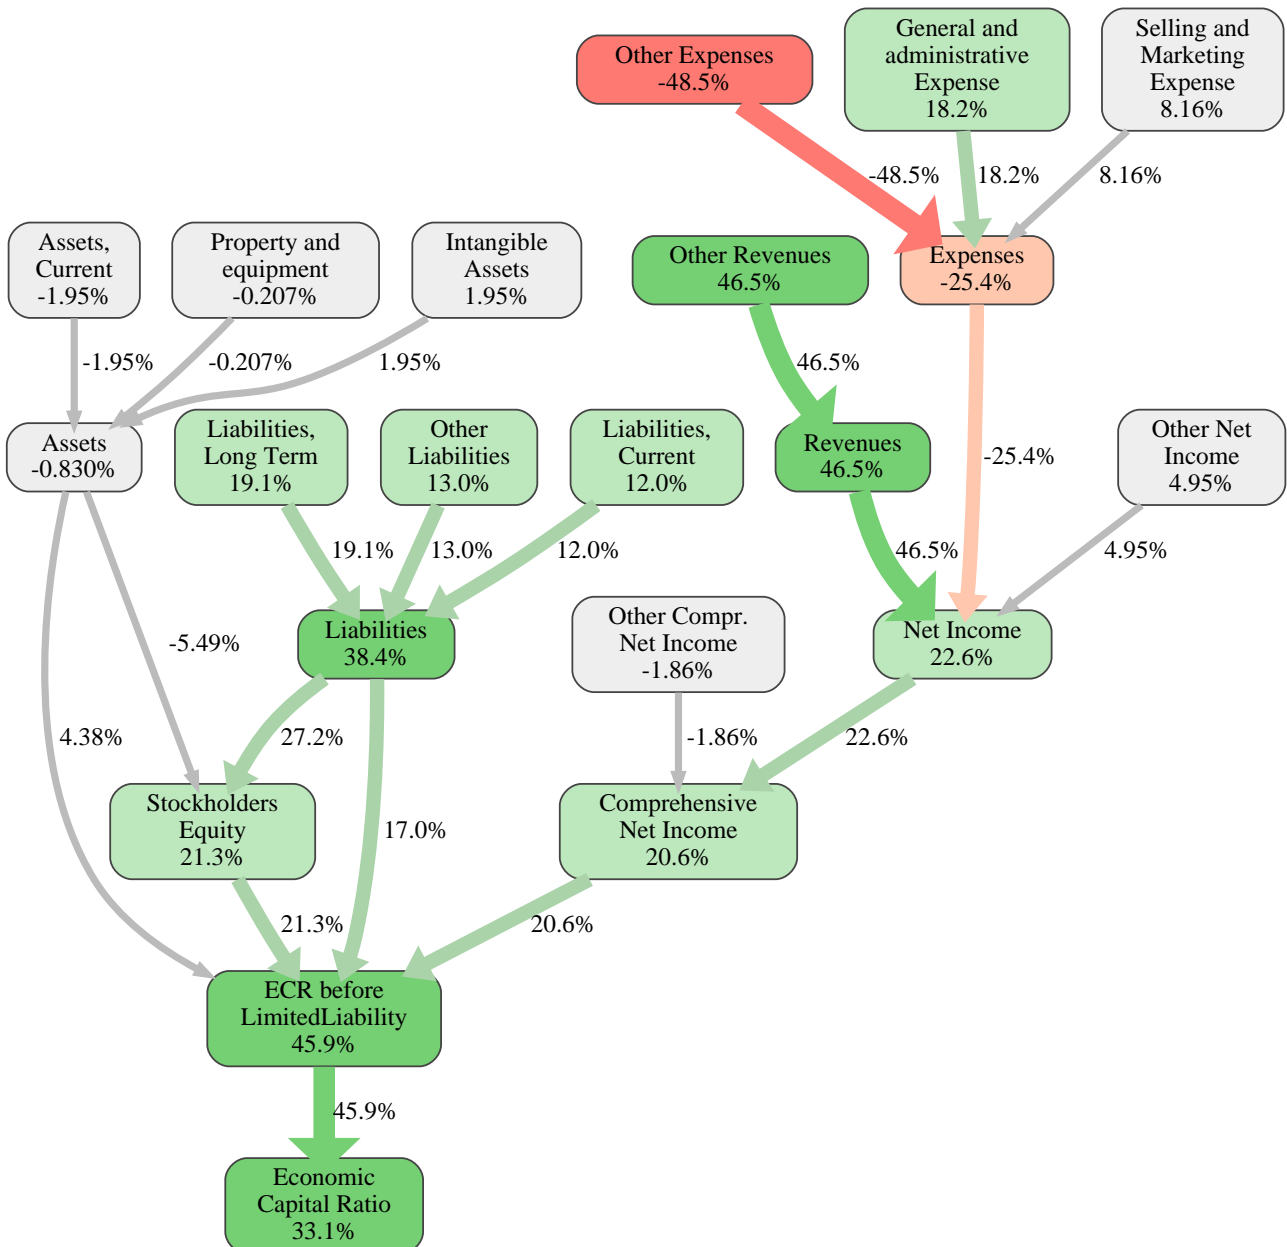 Other Expenses
-48.5%
General and
administrative
Expense
18.2%
Selling and
Marketing
Expense
8.16%
-48.5%
18.2%
8.16%
Assets,
Current
-1.95%
Property and
equipment
-0.207%
Intangible
Assets
1.95%
Other Revenues
46.5%
Expenses
-25.4%
-1.95%
-0.207%
1.95%
46.5%
Assets
-0.830%
Liabilities,
Long Term
19.1%
Other
Liabilities
13.0%
Liabilities,
Current
12.0%
Revenues
46.5%
-25.4%
Other Net
Income
4.95%
19.1%
13.0%
12.0%
46.5%
4.95%
-5.49%
Liabilities
38.4%
Other Compr.
Net Income
-1.86%
Net Income
22.6%
4.38%
27.2%
-1.86%
22.6%
Stockholders
Equity
21.3%
17.0%
Comprehensive
Net Income
20.6%
21.3%
20.6%
ECR before
LimitedLiability
45.9%
45.9%
Economic
Capital Ratio
33.1%